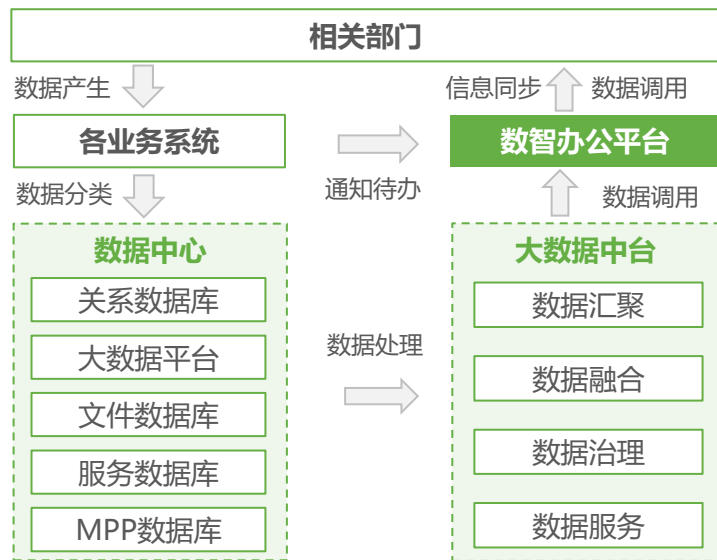 相关部门
数据产生
信息同步
数据调用
各业务系统
数智办公平台
通知待办
数据分类
数据调用
数据中心
关系数据库
大数据平台
文件数据库
服务数据库
MPP数据库
数据处理
大数据中台
数据汇聚
数据融合
数据治理
数据服务